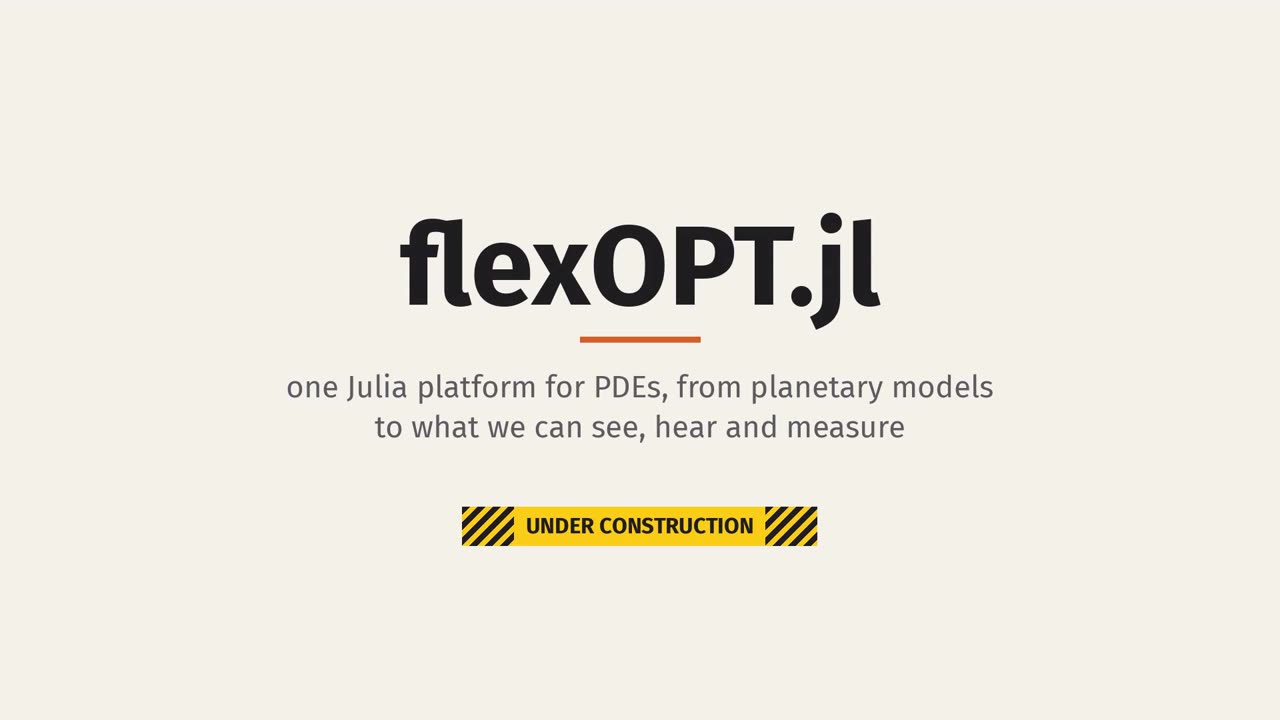 flexOPT.jl
one Julia platform for PDEs, from planetary models
to what we can see, hear and measure
UNDER CONSTRUCTION